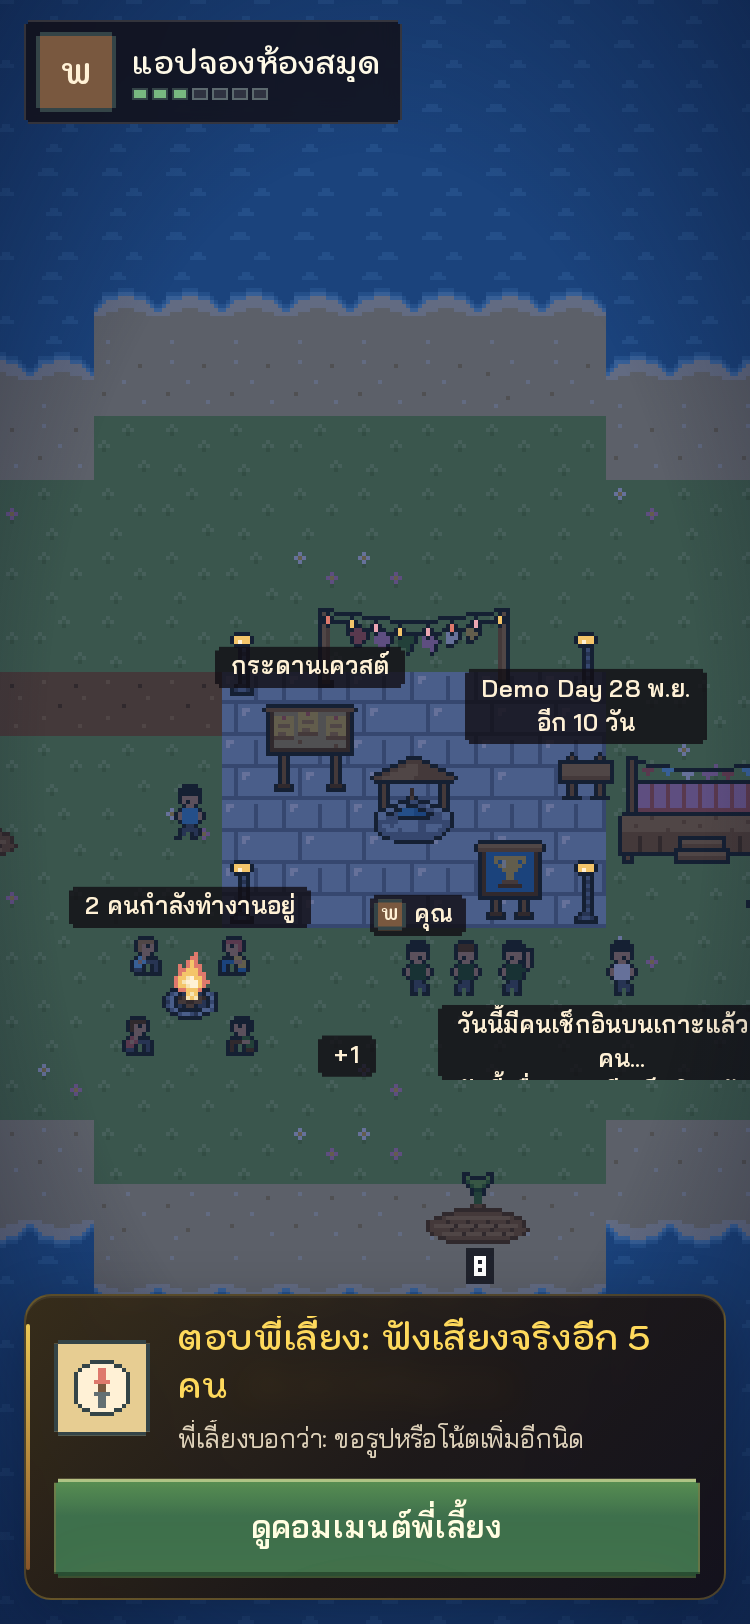 พ
แอปจองห้องสมุด
กระดานเควสต์
Demo Day 28 พ.ย.
อีก 10 วัน
2 คนกำลังทำงานอยู่
พ คุณ
วันนี้มีคนเช็กอินบนเกาะแล้ว
คน...
+1
ตอบพี่เลี้ยง: ฟังเสียงจริงอีก 5
คน
พี่เลี้ยงบอกว่า: ขอรูปหรือโน้ตเพิ่มอีกนิด
ดูคอมเมนต์พี่เลี้ยง